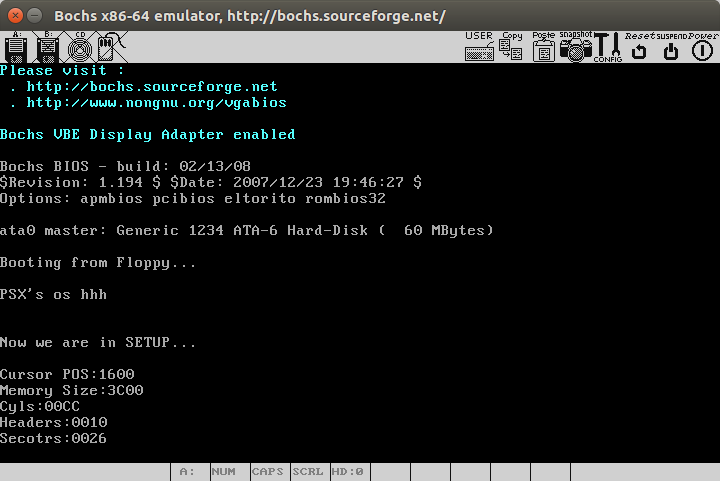 Bochs x86-64 emulator, http://bochs.sourceforge.net/
A: B: CD USER Copy Paste snapshot CONFIG Reset SUSPEND Power
Please visit :
. http://bochs.sourceforge.net
. http://www.nongnu.org/vgabios
Bochs VBE Display Adapter enabled
Bochs BIOS - build: 02/13/08
$Revision: 1.194 $ $Date: 2007/12/23 19:46:27 $
Options: apmbios pcibios eltorito rombios32
ata0 master: Generic 1234 ATA-6 Hard-Disk (  60 MBytes)
Booting from Floppy...
PSX's os hhh
Now we are in SETUP...
Cursor POS:1600
Memory Size:3C00
Cyls:00CC
Headers:0010
Secotrs:0026
A: NUM CAPS SCRL HD:0